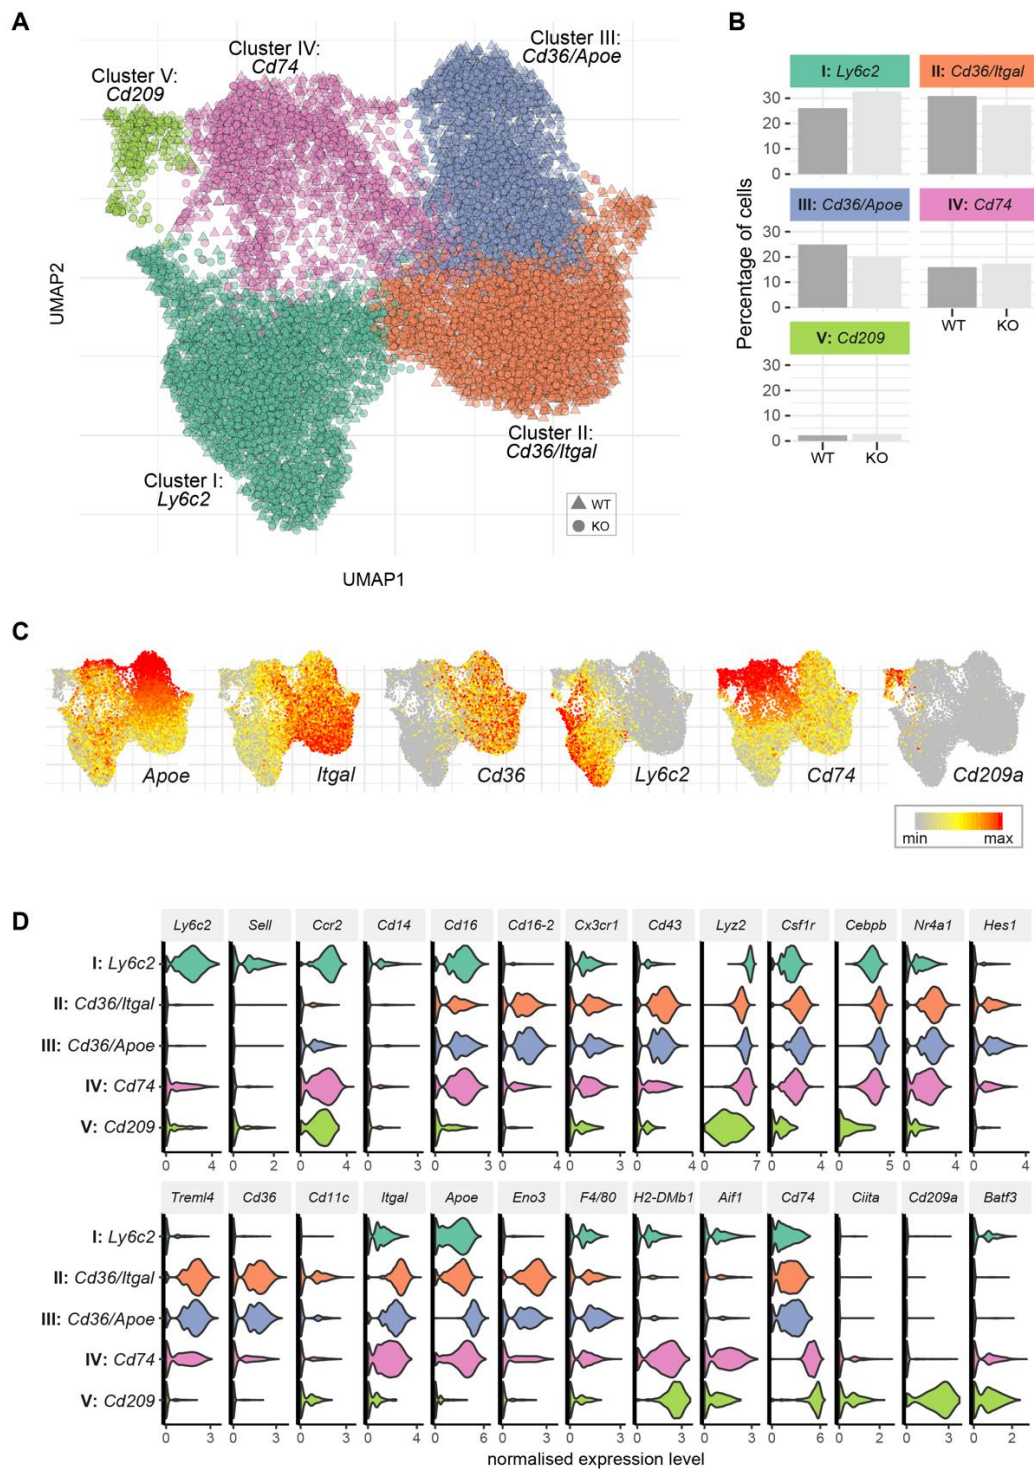 A
Cluster IV:
Cd74
Cluster III:
Cd36/Apoe
Cluster V:
Cd209
UMAP2
Cluster II:
Cd36/Itgal
Cluster I:
Ly6c2
WT
KO
UMAP1
B
I: Ly6c2
II: Cd36/Itgal
30
20
10
0
III: Cd36/Apoe
IV: Cd74
30
20
10
0
WT KO
V: Cd209
30
20
10
0
WT KO
Percentage of cells
C
Apoe Itgal Cd36 Ly6c2 Cd74 Cd209a
min max
D
Ly6c2 Sell Ccr2 Cd14 Cd16 Cd16-2 Cx3cr1 Cd43 Lyz2 Csf1r Cebpb Nr4a1 Hes1
I: Ly6c2
II: Cd36/Itgal
III: Cd36/Apoe
IV: Cd74
V: Cd209
0 4 0 2 0 4 0 3 0 3 0 3 0 3 0 4 0 7 0 4 0 5 0 4 0 4
Treml4 Cd36 Cd11c Itgal Apoe Eno3 F4/80 H2-DMb1 Aif1 Cd74 Ciita Cd209a Batf3
I: Ly6c2
II: Cd36/Itgal
III: Cd36/Apoe
IV: Cd74
V: Cd209
0 3 0 3 0 3 0 4 0 6 0 3 0 3 0 3 0 3 0 6 0 2 0 3 0 2
normalised expression level